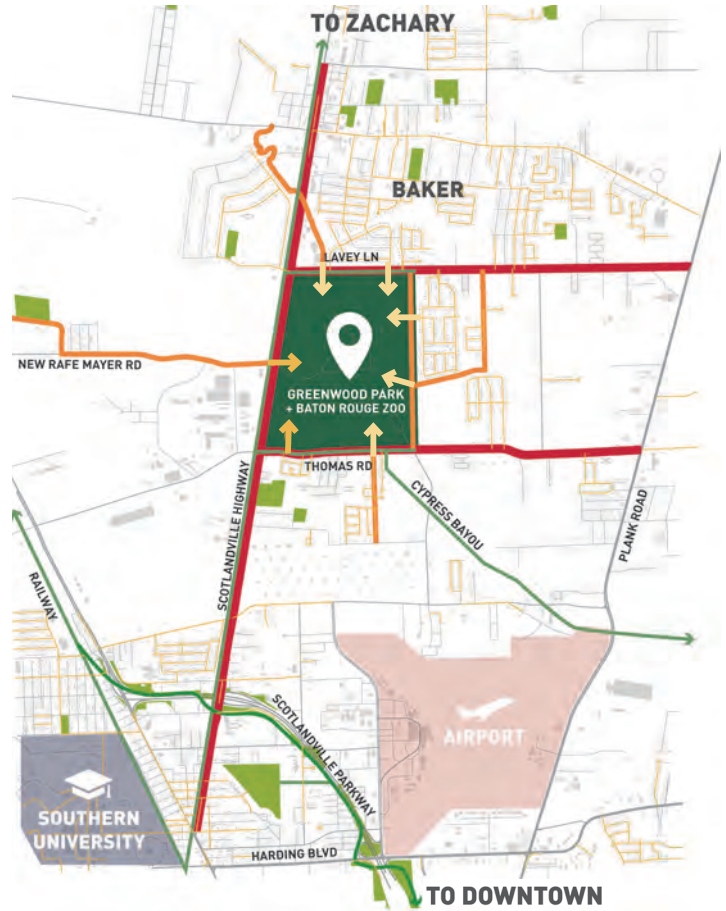 TO ZACHARY
BAKER
LAVEY LN
NEW RAFE MAYER RD
GREENWOOD PARK
+ BATON ROUGE ZOO
THOMAS RD
CYPRESS BAYOU
PLANK ROAD
SCOTLANDVILLE HIGHWAY
RAILWAY
SCOTLANDVILLE PARKWAY
AIRPORT
SOUTHERN
UNIVERSITY
HARDING BLVD
TO DOWNTOWN